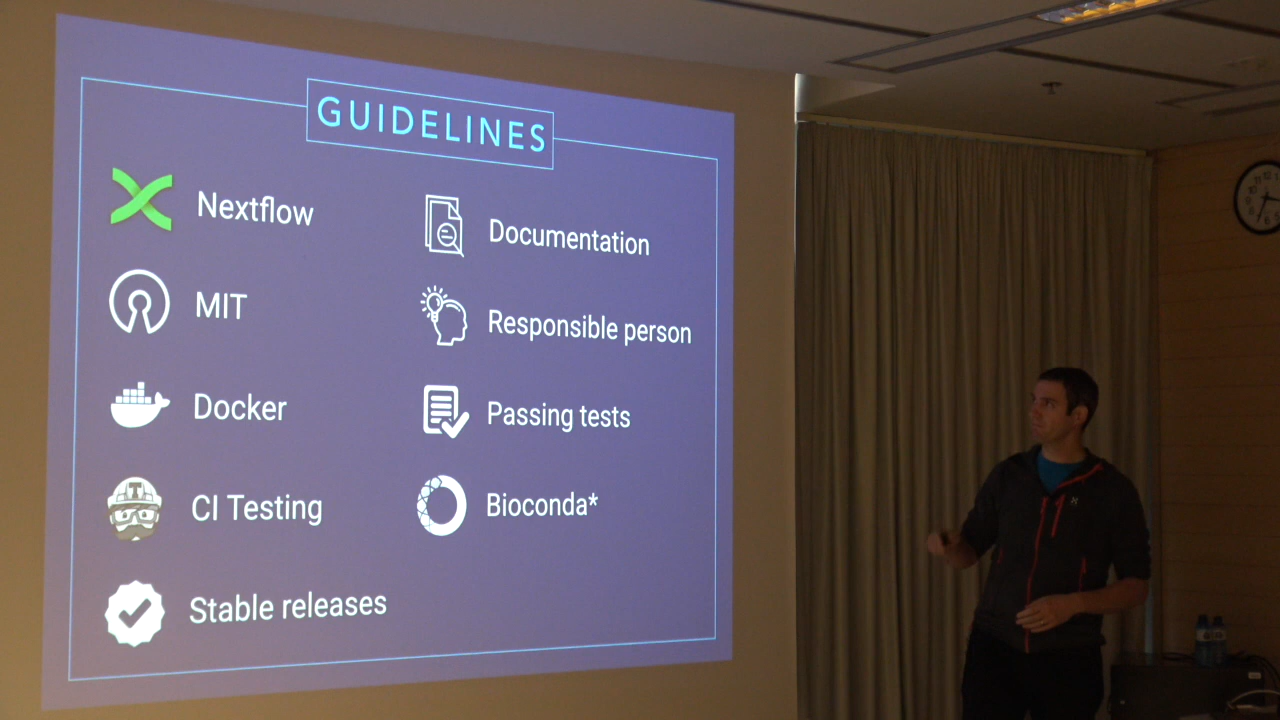 GUIDELINES
Nextflow
MIT
Docker
CI Testing
Stable releases
Documentation
Responsible person
Passing tests
Bioconda*